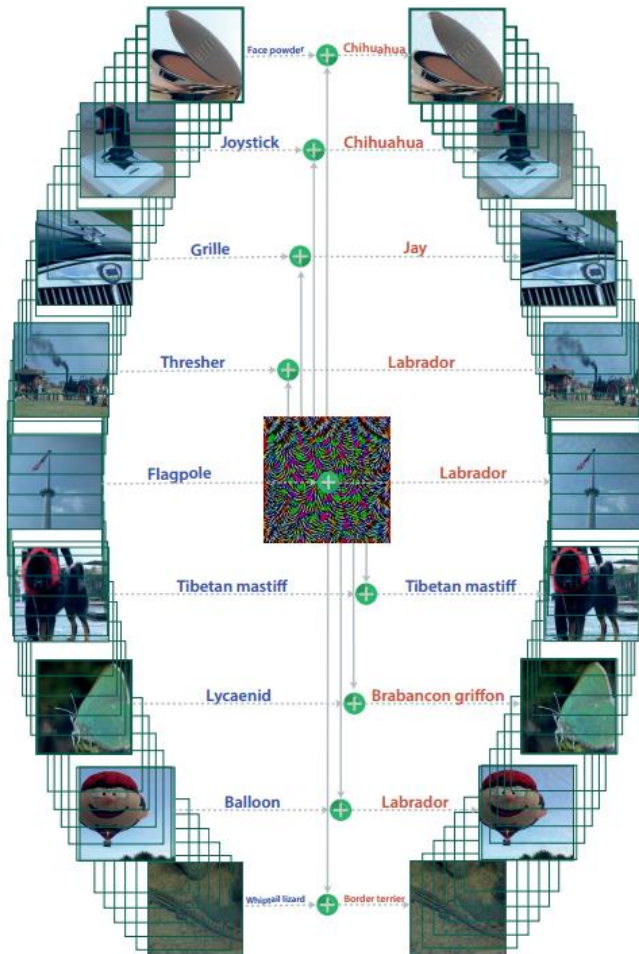 Face powder Chihuahua
Joystick Chihuahua
Grille Jay
Thresher Labrador
Flagpole Labrador
Tibetan mastiff Tibetan mastiff
Lycaenid Brabancon griffon
Balloon Labrador
Whiptail lizard Border terrier